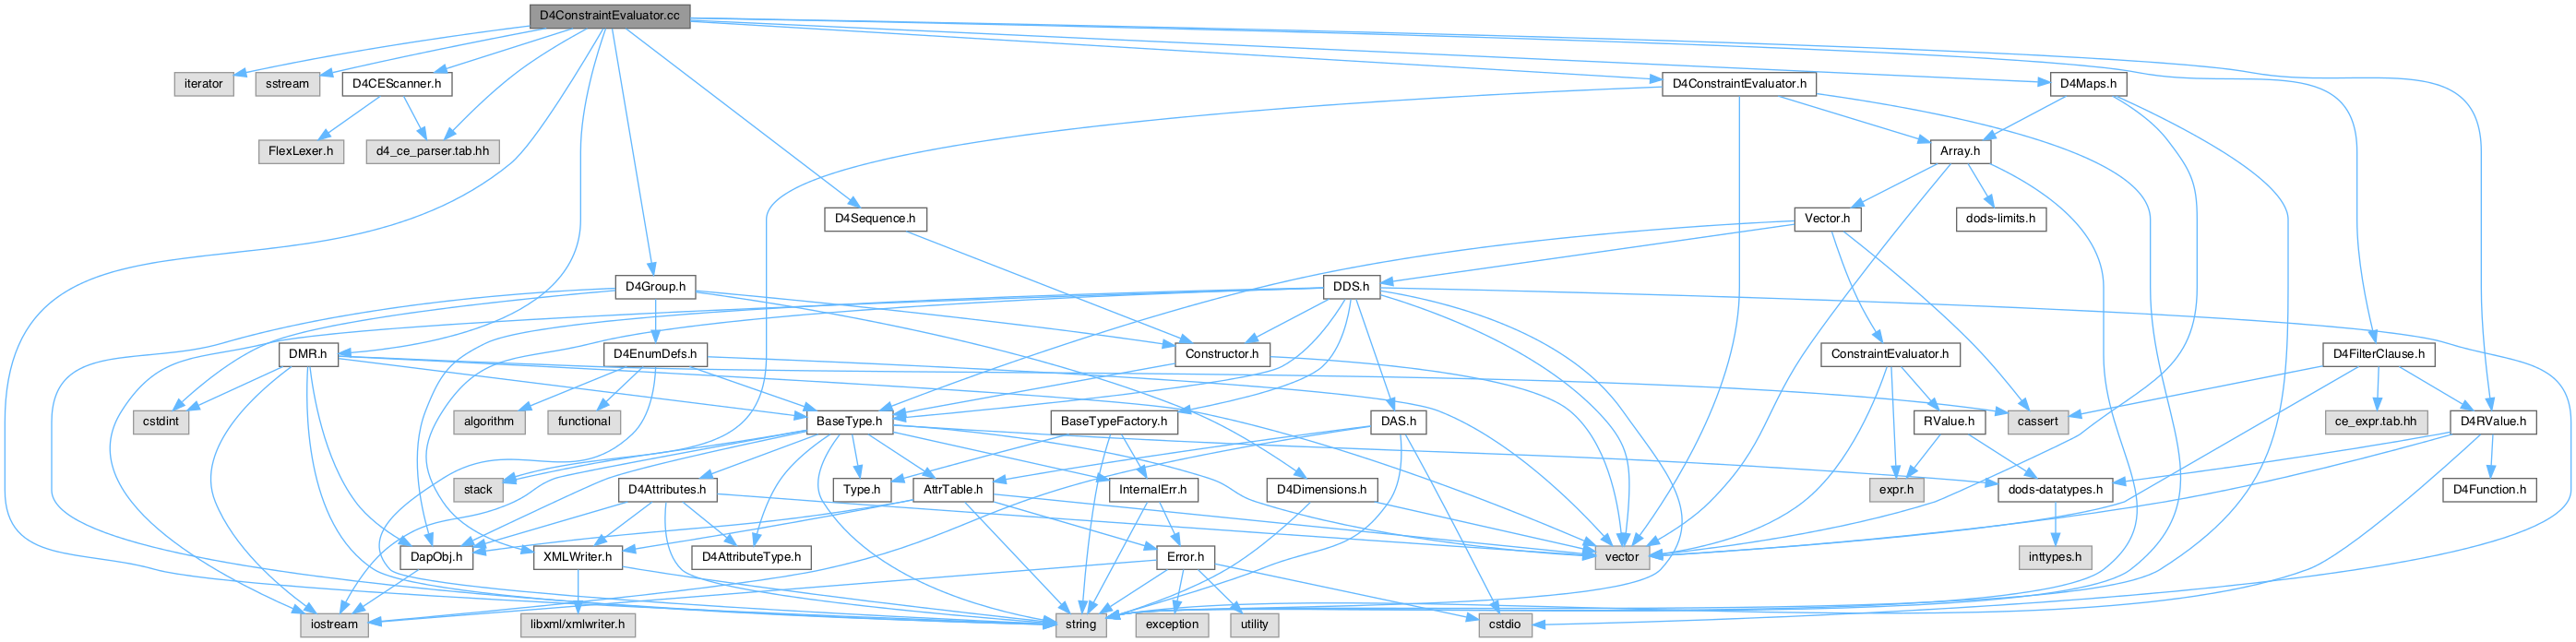 D4ConstraintEvaluator.cc
iterator
sstream
D4CEScanner.h
D4ConstraintEvaluator.h
D4Maps.h
FlexLexer.h
d4_ce_parser.tab.hh
Array.h
D4Sequence.h
Vector.h
dods-limits.h
D4Group.h
DDS.h
DMR.h
D4EnumDefs.h
Constructor.h
ConstraintEvaluator.h
D4FilterClause.h
cstdint
algorithm
functional
BaseType.h
BaseTypeFactory.h
DAS.h
RValue.h
cassert
ce_expr.tab.hh
D4RValue.h
stack
D4Attributes.h
Type.h
AttrTable.h
InternalErr.h
D4Dimensions.h
expr.h
dods-datatypes.h
D4Function.h
DapObj.h
XMLWriter.h
D4AttributeType.h
Error.h
vector
inttypes.h
iostream
libxml/xmlwriter.h
string
exception
utility
cstdio